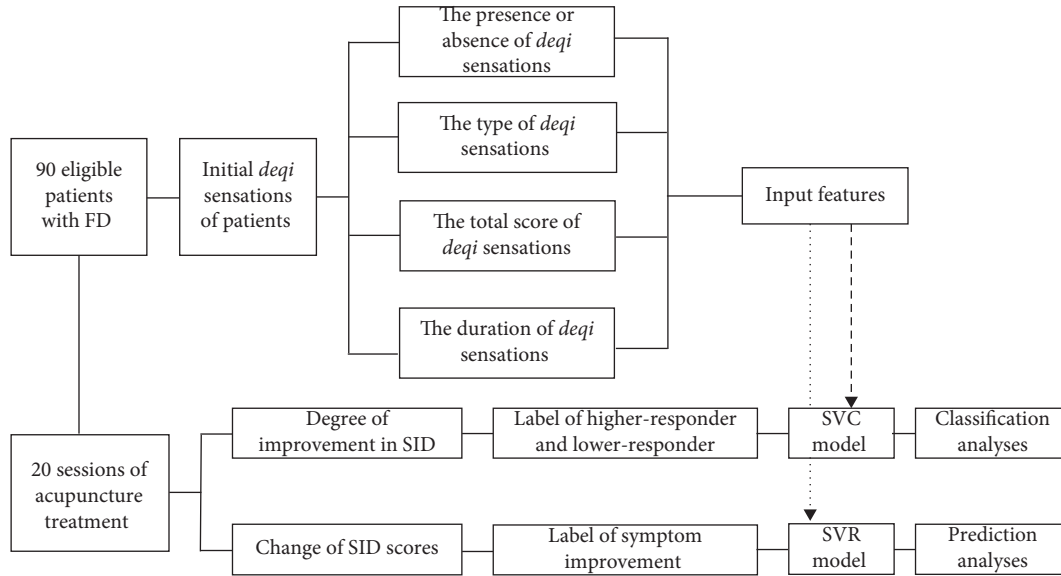 The presence or
absence of deqi
sensations
The type of deqi
sensations
90 eligible
patients
with FD
Initial deqi
sensations
of patients
Input features
The total score of
deqi sensations
The duration of deqi
sensations
Degree of
improvement in SID
Label of higher-responder
and lower-responder
SVC
model
Classification
analyses
20 sessions of
acupuncture
treatment
Change of SID scores
Label of symptom
improvement
SVR
model
Prediction
analyses